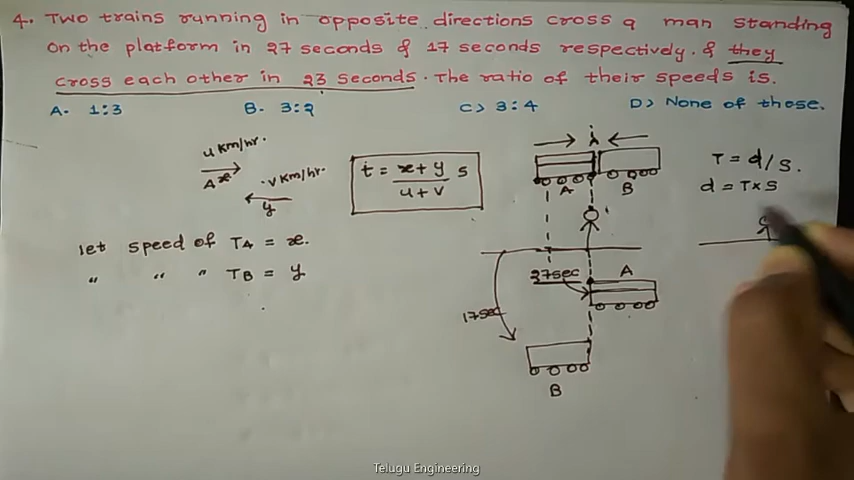 4. Two trains running in opposite directions cross a man standing
on the platform in 27 seconds & 17 seconds respectively. & they
cross each other in 23 seconds. The ratio of their speeds is.
A. 1:3 B. 3:2 C> 3:4 D> None of those.
u km/hr.
A x
v km/hr.
y
t = x+y / u+v s
A B
T = d/s.
d = T×S
let speed of TA = x.
" " " TB = y
27sec A
17sec
B
Telugu Engineering